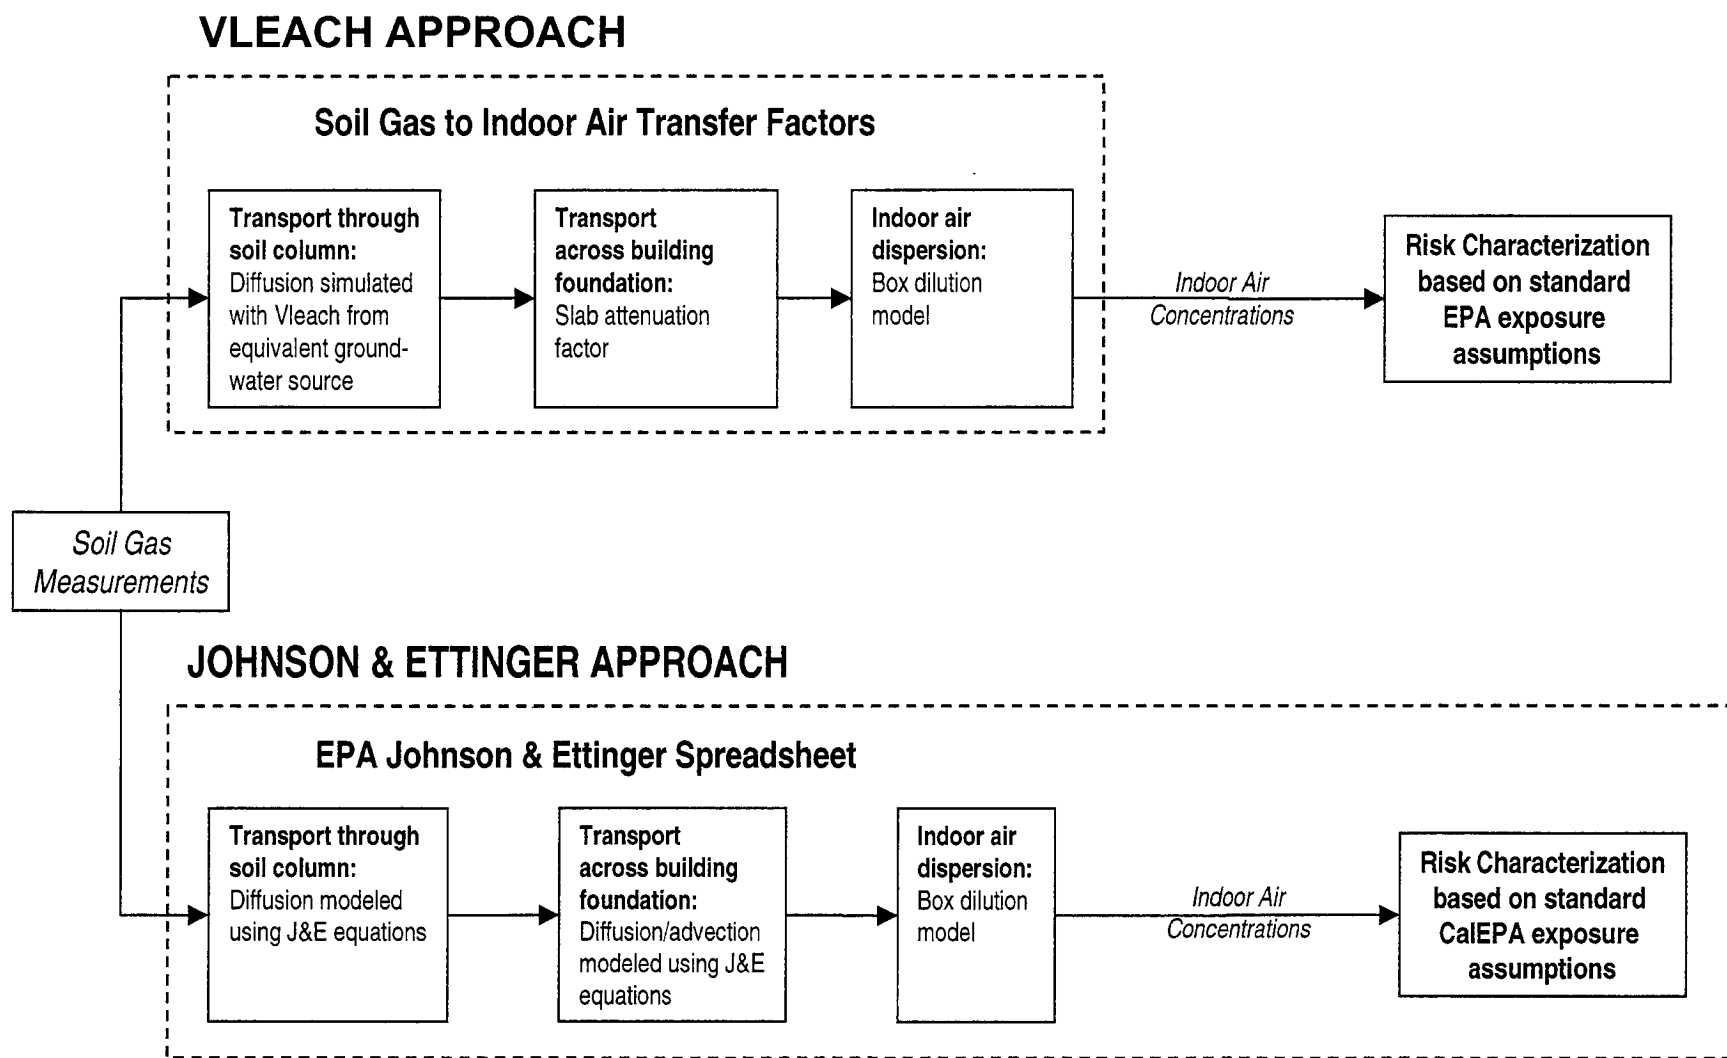 VLEACH APPROACH
Soil Gas to Indoor Air Transfer Factors
Transport through
soil column:
Diffusion simulated
with Vleach from
equivalent ground-
water source
Transport
across building
foundation:
Slab attenuation
factor
Indoor air
dispersion:
Box dilution
model
Indoor Air
Concentrations
Risk Characterization
based on standard
EPA exposure
assumptions
Soil Gas
Measurements
JOHNSON & ETTINGER APPROACH
EPA Johnson & Ettinger Spreadsheet
Transport through
soil column:
Diffusion modeled
using J&E equations
Transport
across building
foundation:
Diffusion/advection
modeled using J&E
equations
Indoor air
dispersion:
Box dilution
model
Indoor Air
Concentrations
Risk Characterization
based on standard
CalEPA exposure
assumptions